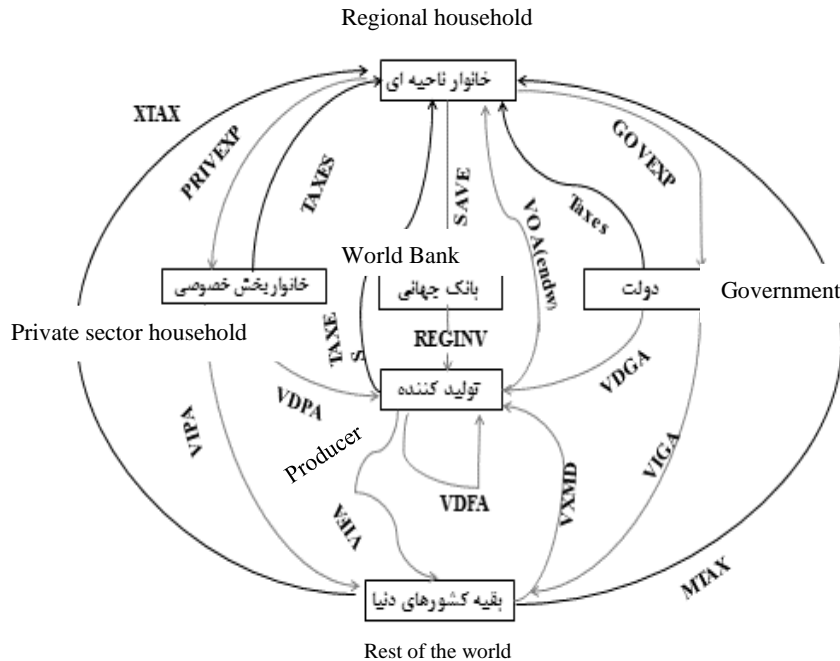 Regional household
خانوار ناحیه ای
XTAX
PRIVEXP
TAXES
SAVE
VOA(endw)
Taxes
GOVEXP
World Bank
خانوار بخش خصوصی
بانک جهانی
دولت
Government
Private sector household
TAXE
S
REGINV
VDGA
تولید کننده
VDPA
VIPA
Producer
VDFA
VIFA
VXMD
VIGA
MTAX
بقیه کشورهای دنیا
Rest of the world